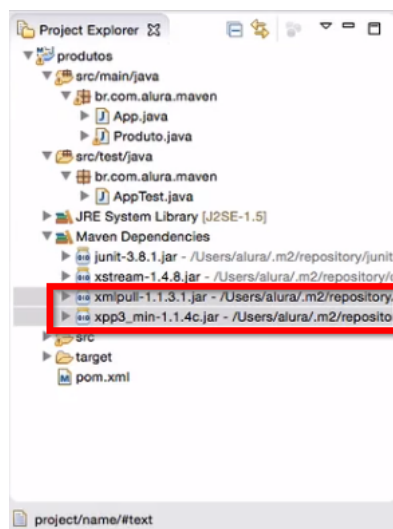 Project Explorer
produtos
src/main/java
br.com.alura.maven
App.java
Produto.java
src/test/java
br.com.alura.maven
AppTest.java
JRE System Library [J2SE-1.5]
Maven Dependencies
junit-3.8.1.jar - /Users/alura/.m2/repository/junit
xstream-1.4.8.jar - /Users/alura/.m2/repository/
xmlpull-1.1.3.1.jar - /Users/alura/.m2/repository/
xpp3_min-1.1.4c.jar - /Users/alura/.m2/reposito
src
target
pom.xml
project/name/#text